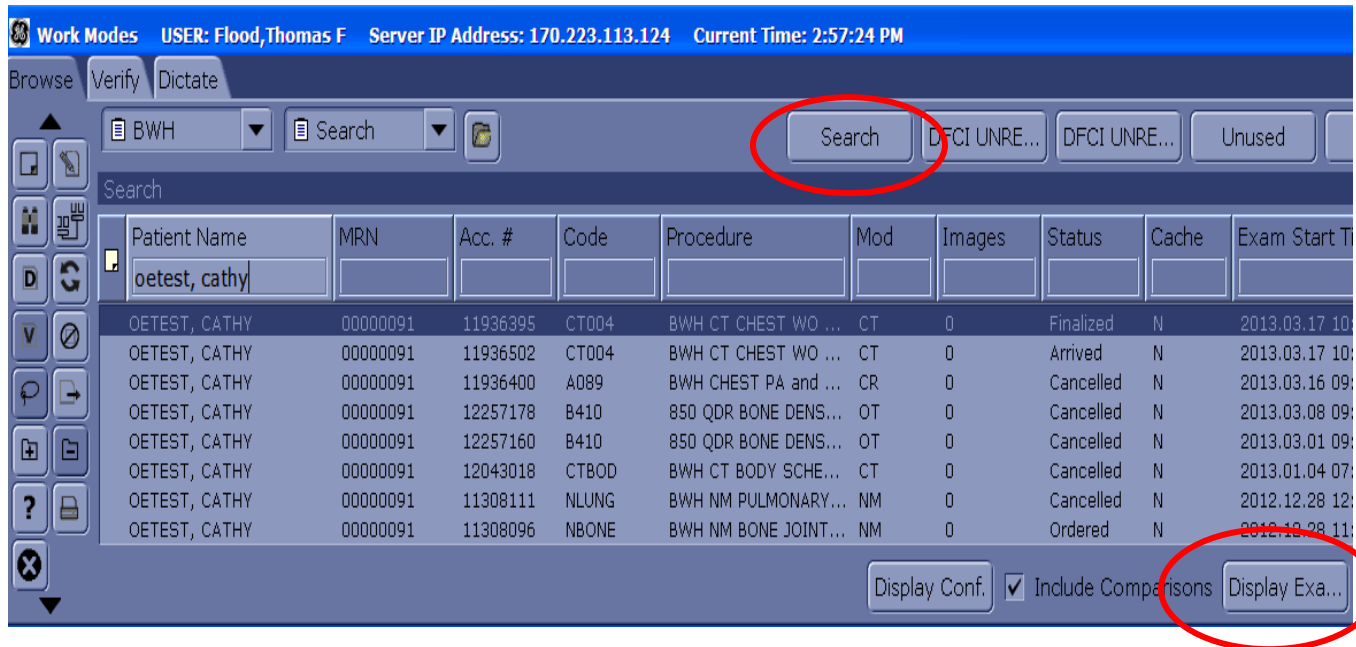 Work Modes USER: Flood,Thomas F Server IP Address: 170.223.113.124 Current Time: 2:57:24 PM
Browse Verify Dictate
BWH Search Search DFCI UNRE... DFCI UNRE... Unused
Search
Patient Name MRN Acc. # Code Procedure Mod Images Status Cache Exam Start Ti
oetest, cathy
OETEST, CATHY 00000091 11936395 CT004 BWH CT CHEST WO ... CT 0 Finalized N 2013.03.17 10:
OETEST, CATHY 00000091 11936502 CT004 BWH CT CHEST WO ... CT 0 Arrived N 2013.03.17 10:
OETEST, CATHY 00000091 11936400 A089 BWH CHEST PA and ... CR 0 Cancelled N 2013.03.16 09:
OETEST, CATHY 00000091 12257178 B410 850 QDR BONE DENS... OT 0 Cancelled N 2013.03.08 09:
OETEST, CATHY 00000091 12257160 B410 850 QDR BONE DENS... OT 0 Cancelled N 2013.03.01 09:
OETEST, CATHY 00000091 12043018 CTBOD BWH CT BODY SCHE... CT 0 Cancelled N 2013.01.04 07:
OETEST, CATHY 00000091 11308111 NLUNG BWH NM PULMONARY... NM 0 Cancelled N 2012.12.28 12:
OETEST, CATHY 00000091 11308096 NBONE BWH NM BONE JOINT... NM 0 Ordered N 2012.12.28 11:
D
V
?
Display Conf. Include Comparisons Display Exa...